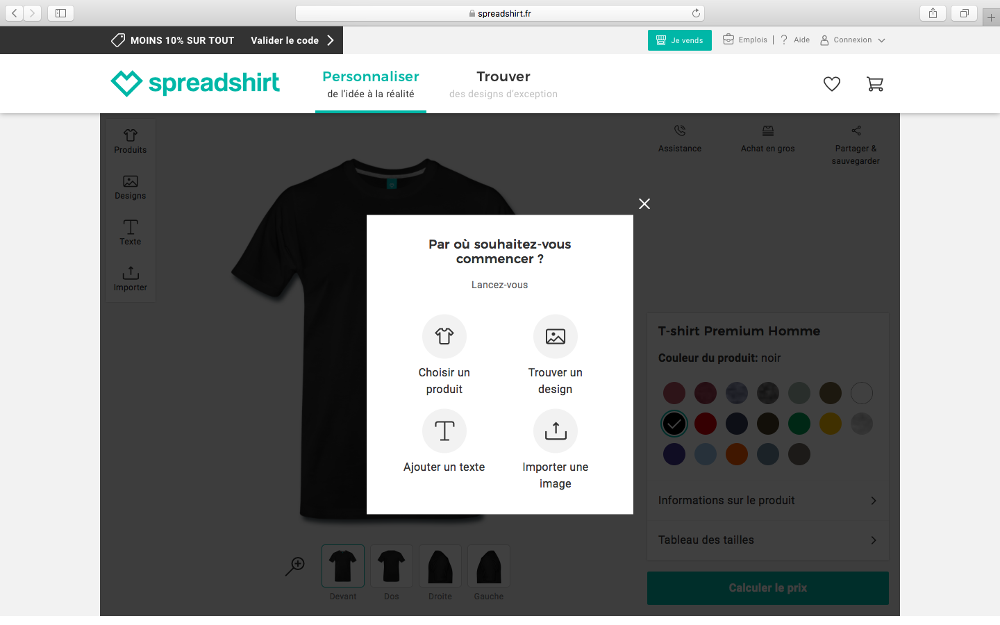 spreadshirt.fr
MOINS 10% SUR TOUT Valider le code
Je vends
Emplois
Aide
Connexion
spreadshirt
Personnaliser
de l'idée à la réalité
Trouver
des designs d'exception
Produits
Designs
Texte
Importer
Assistance
Achat en gros
Partager &
sauvegarder
Par où souhaitez-vous
commencer ?
Lancez-vous
Choisir un
produit
Trouver un
design
Ajouter un texte
Importer une
image
T-shirt Premium Homme
Couleur du produit: noir
Informations sur le produit
Tableau des tailles
Calculer le prix
Devant
Dos
Droite
Gauche